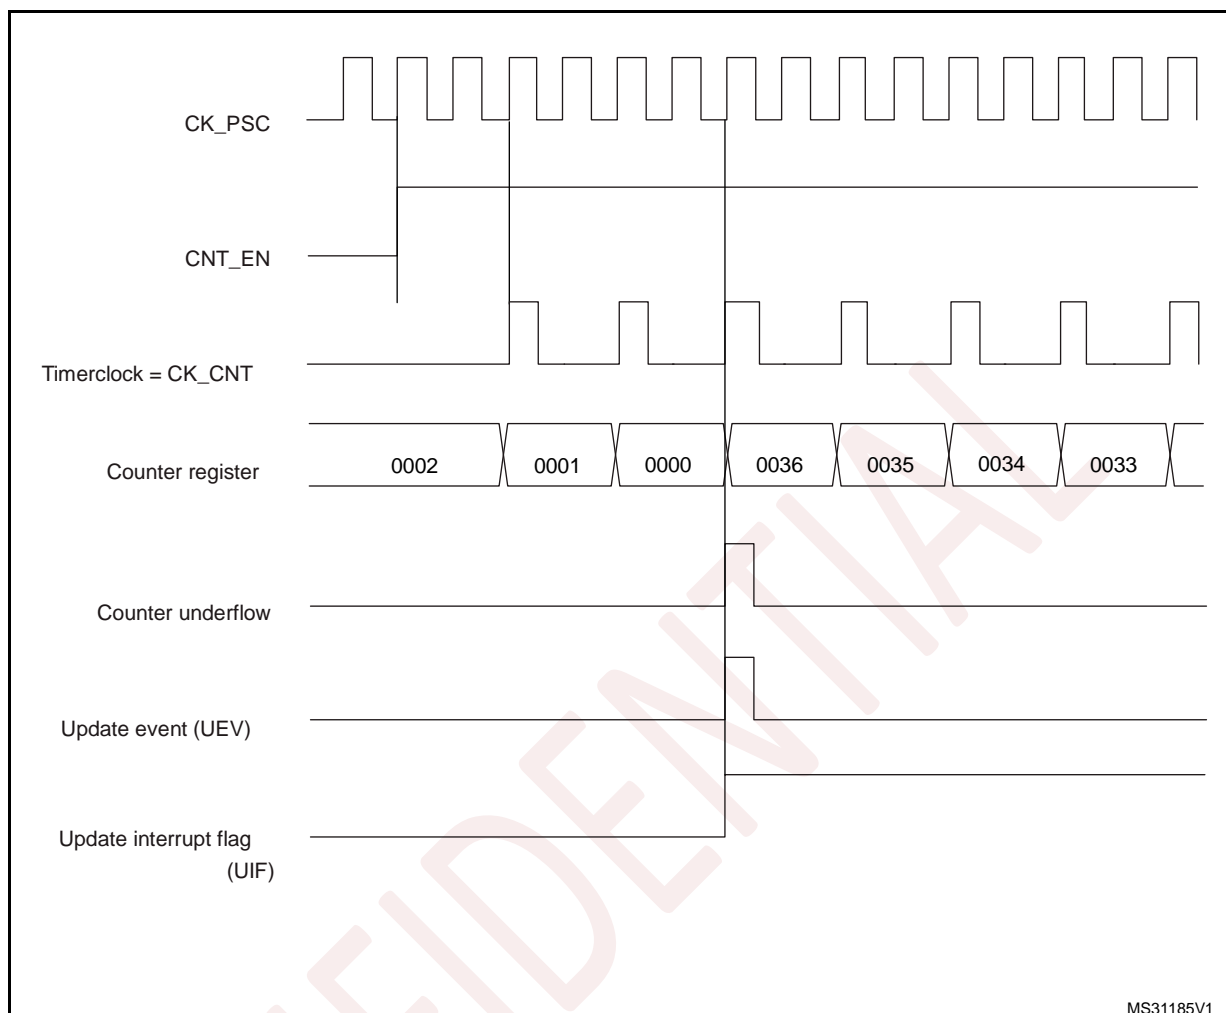 CK_PSC
CNT_EN
Timerclock = CK_CNT
Counter register
0002
0001
0000
0036
0035
0034
0033
Counter underflow
Update event (UEV)
Update interrupt flag
(UIF)
MS31185V1